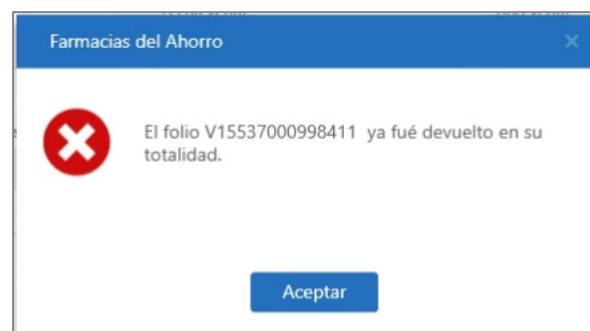 Farmacias del Ahorro
El folio V15537000998411 ya fué devuelto en su
totalidad.
Aceptar